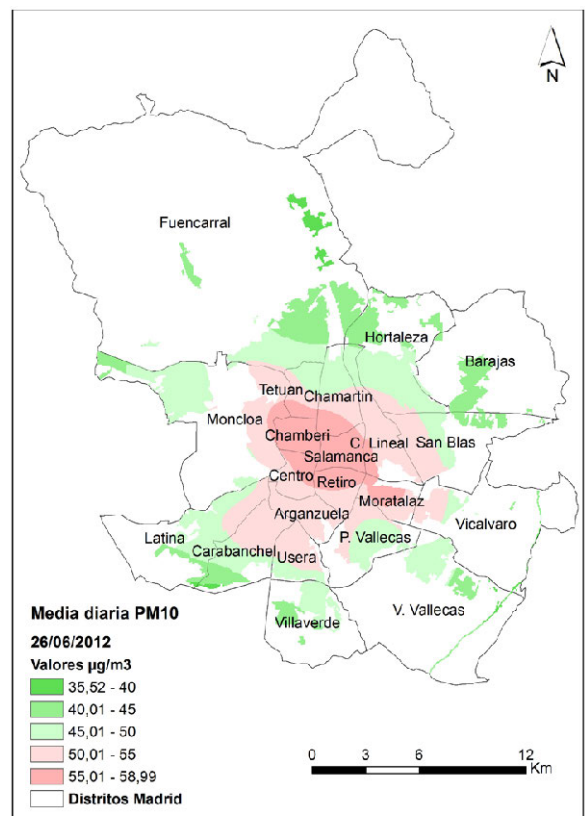 N
Fuencarral
Hortaleza
Barajas
Tetuan
Chamartin
Moncloa
Chamberi
C. Lineal
San Blas
Salamanca
Centro
Retiro
Moratalaz
Arganzuela
Vicalvaro
Latina
P. Vallecas
Carabanchel
Usera
V. Vallecas
Villaverde
Media diaria PM10
26/06/2012
Valores µg/m3
35,52 - 40
40,01 - 45
45,01 - 50
50,01 - 55
55,01 - 58,99
Distritos Madrid
0 3 6 12
Km